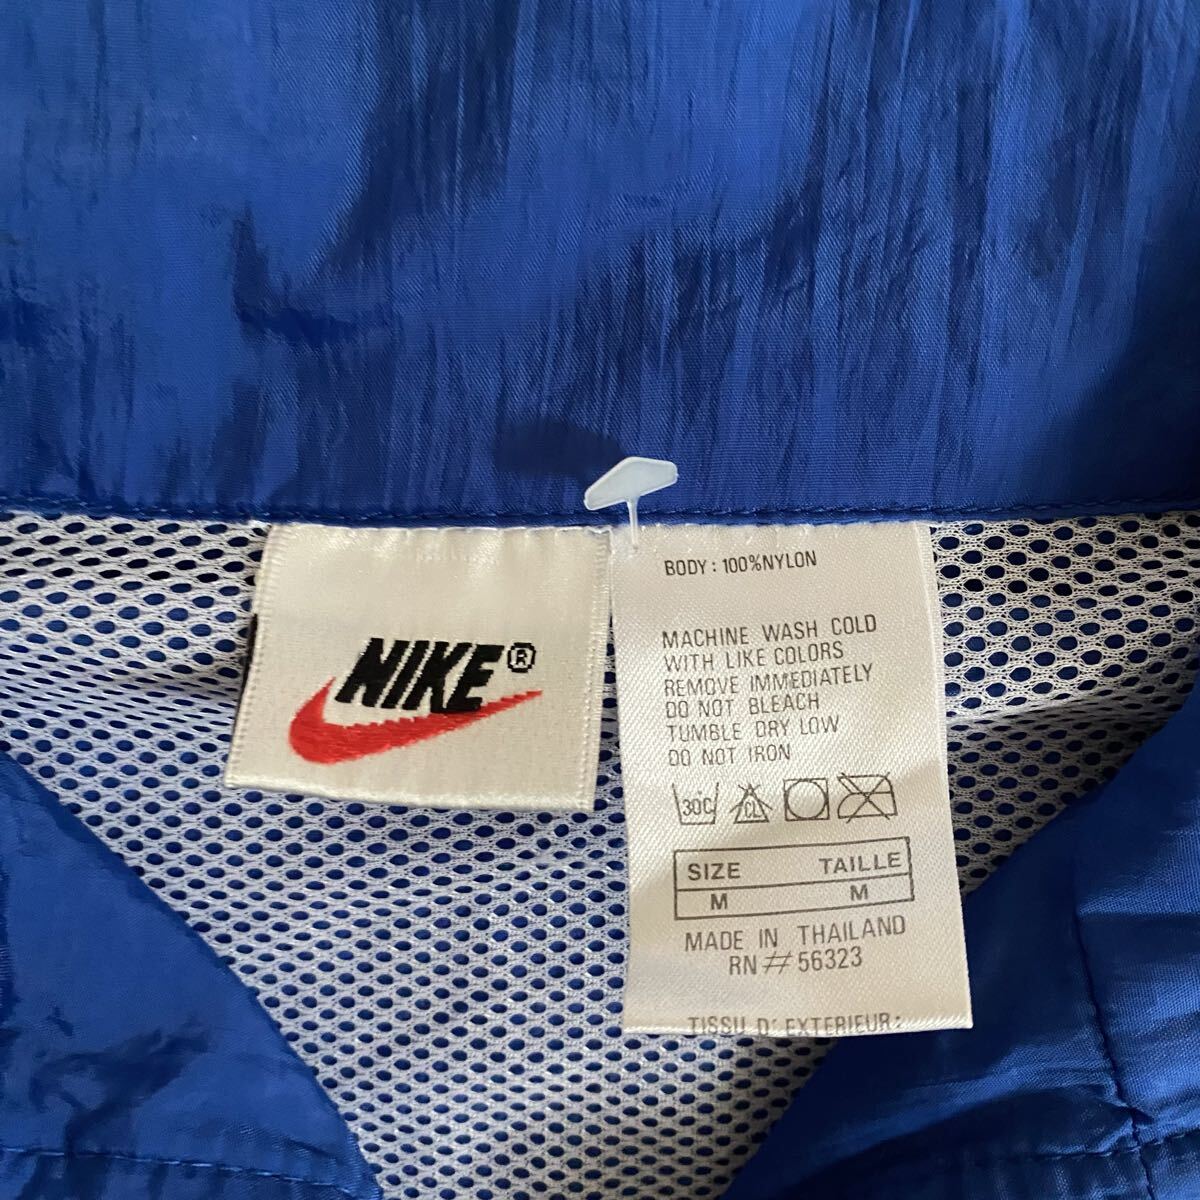 NIKE®
BODY: 100%NYLON
MACHINE WASH COLD
WITH LIKE COLORS
REMOVE IMMEDIATELY
DO NOT BLEACH
TUMBLE DRY LOW
DO NOT IRON
30C CL
SIZE TAILLE
M M
MADE IN THAILAND
RN#56323
TISSU D'EXTERIEUR: